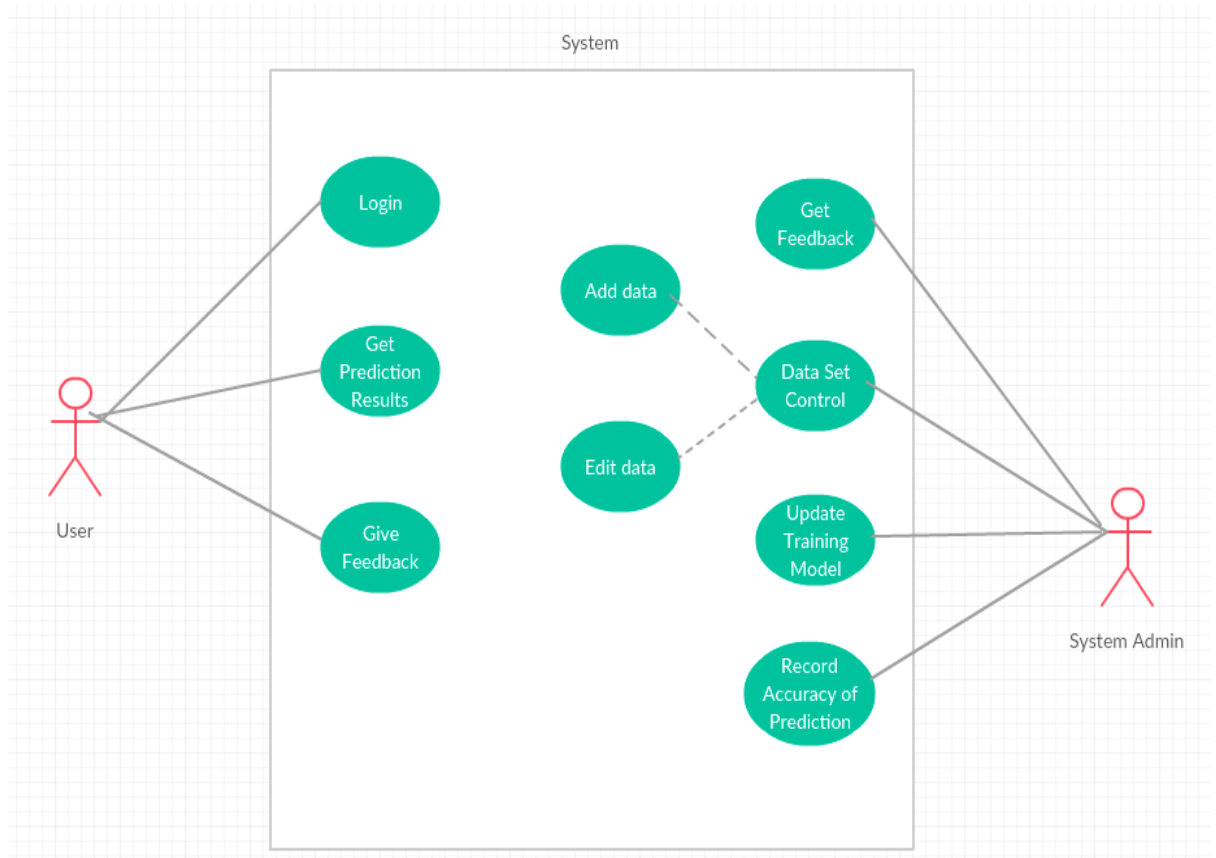 System
Login
Get
Feedback
Add data
Get
Prediction
Results
Data Set
Control
Edit data
Update
Training
Model
Give
Feedback
User
System Admin
Record
Accuracy of
Prediction